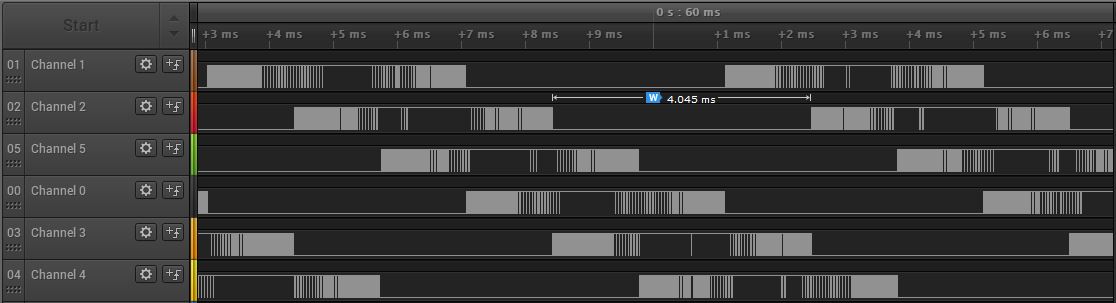 Start
0 s : 60 ms
+3 ms +4 ms +5 ms +6 ms +7 ms +8 ms +9 ms +1 ms +2 ms +3 ms +4 ms +5 ms +6 ms +7
01 Channel 1
02 Channel 2
W 4.045 ms
05 Channel 5
00 Channel 0
03 Channel 3
04 Channel 4